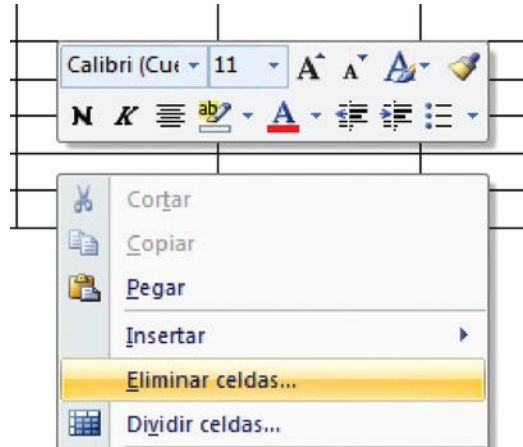 Calibri (Cue 11 A A A
N K ab A
Cortar
Copiar
Pegar
Insertar
Eliminar celdas...
Dividir celdas...